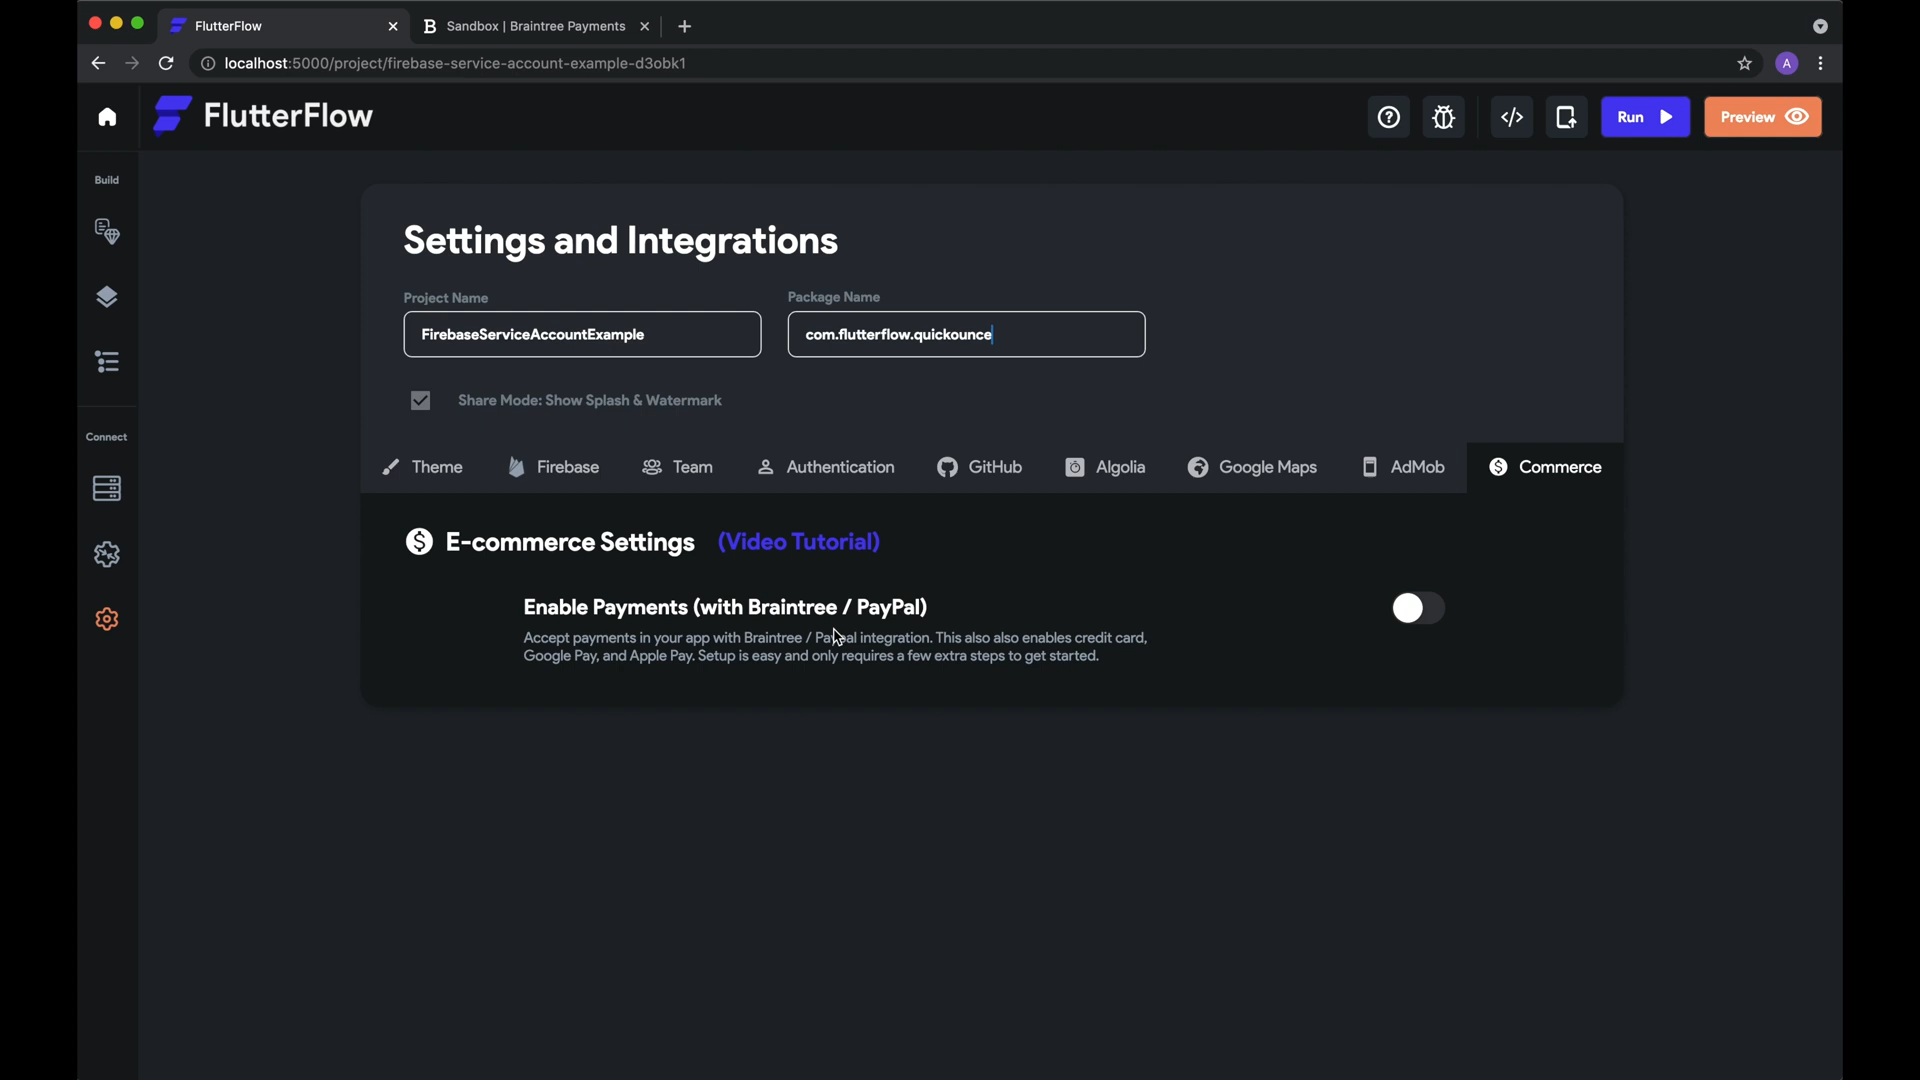 FlutterFlow
Sandbox | Braintree Payments
localhost:5000/project/firebase-service-account-example-d3obk1
A
FlutterFlow
Run
Preview
Build
Connect
Settings and Integrations
Project Name
Package Name
FirebaseServiceAccountExample
com.flutterflow.quickounce
Share Mode: Show Splash & Watermark
Theme
Firebase
Team
Authentication
GitHub
Algolia
Google Maps
AdMob
Commerce
E-commerce Settings (Video Tutorial)
Enable Payments (with Braintree / PayPal)
Accept payments in your app with Braintree / PayPal integration. This also also enables credit card,
Google Pay, and Apple Pay. Setup is easy and only requires a few extra steps to get started.